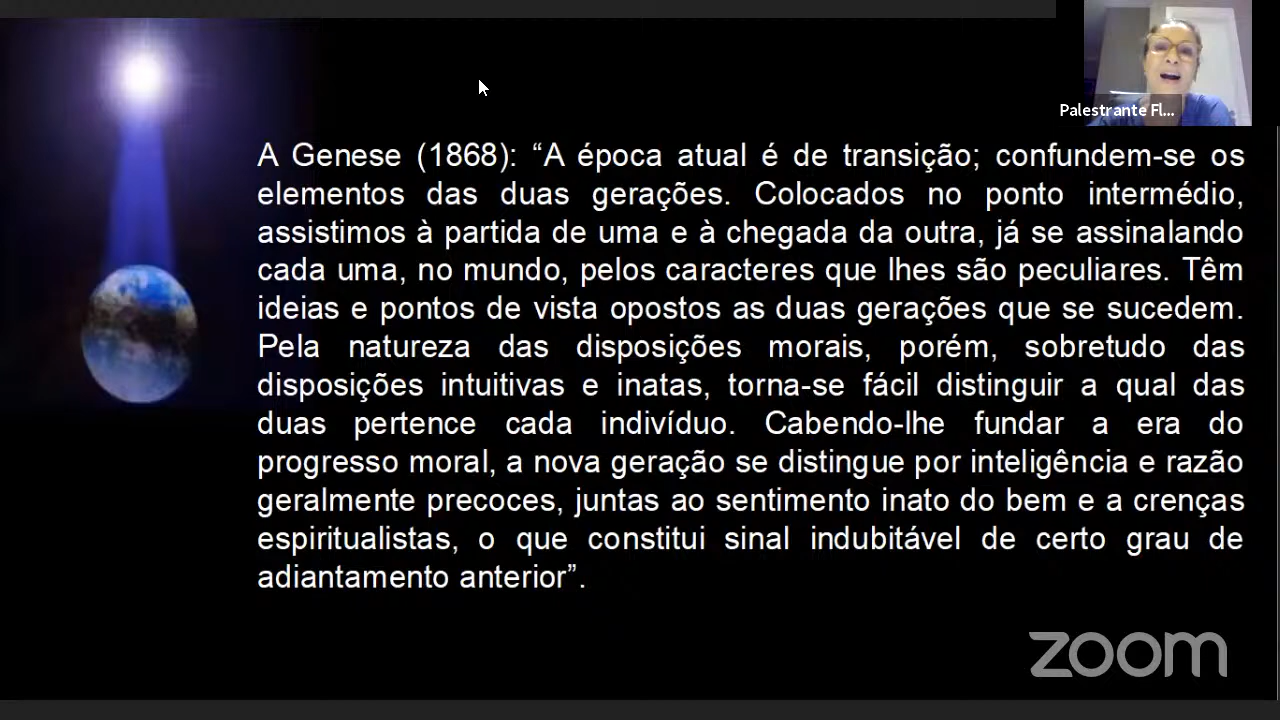 Palestrante Fl...
A Genese (1868): “A época atual é de transição; confundem-se os
elementos das duas gerações. Colocados no ponto intermédio,
assistimos à partida de uma e à chegada da outra, já se assinalando
cada uma, no mundo, pelos caracteres que lhes são peculiares. Têm
ideias e pontos de vista opostos as duas gerações que se sucedem.
Pela natureza das disposições morais, porém, sobretudo das
disposições intuitivas e inatas, torna-se fácil distinguir a qual das
duas pertence cada indivíduo. Cabendo-lhe fundar a era do
progresso moral, a nova geração se distingue por inteligência e razão
geralmente precoces, juntas ao sentimento inato do bem e a crenças
espiritualistas, o que constitui sinal indubitável de certo grau de
adiantamento anterior”.
zoom